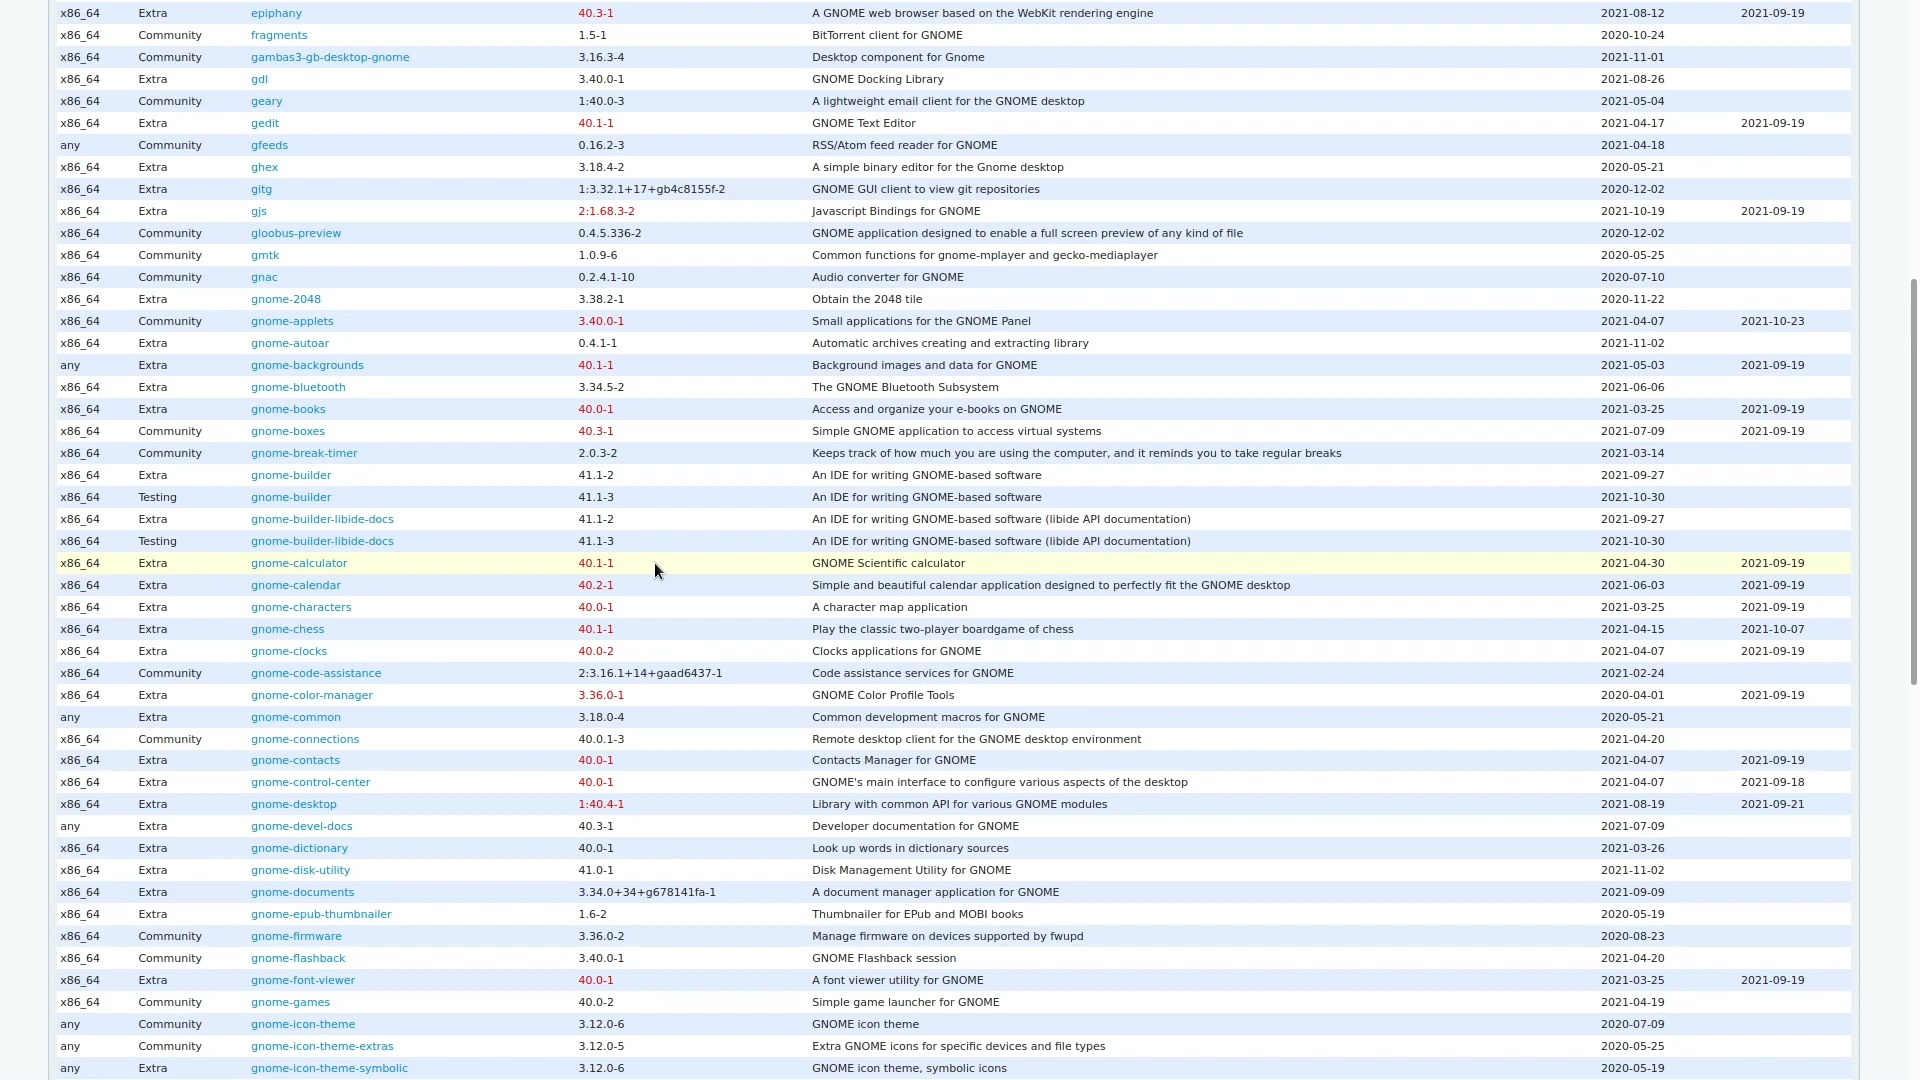 x86_64 Extra epiphany 40.3-1 A GNOME web browser based on the WebKit rendering engine 2021-08-12 2021-09-19
x86_64 Community fragments 1.5-1 BitTorrent client for GNOME 2020-10-24
x86_64 Community gambas3-gb-desktop-gnome 3.16.3-4 Desktop component for Gnome 2021-11-01
x86_64 Extra gdl 3.40.0-1 GNOME Docking Library 2021-08-26
x86_64 Community geary 1:40.0-3 A lightweight email client for the GNOME desktop 2021-05-04
x86_64 Extra gedit 40.1-1 GNOME Text Editor 2021-04-17 2021-09-19
any Community gfeeds 0.16.2-3 RSS/Atom feed reader for GNOME 2021-04-18
x86_64 Extra ghex 3.18.4-2 A simple binary editor for the Gnome desktop 2020-05-21
x86_64 Extra gitg 1:3.32.1+17+gb4c8155f-2 GNOME GUI client to view git repositories 2020-12-02
x86_64 Extra gjs 2:1.68.3-2 Javascript Bindings for GNOME 2021-10-19 2021-09-19
x86_64 Community gloobus-preview 0.4.5.336-2 GNOME application designed to enable a full screen preview of any kind of file 2020-12-02
x86_64 Community gmtk 1.0.9-6 Common functions for gnome-mplayer and gecko-mediaplayer 2020-05-25
x86_64 Community gnac 0.2.4.1-10 Audio converter for GNOME 2020-07-10
x86_64 Extra gnome-2048 3.38.2-1 Obtain the 2048 tile 2020-11-22
x86_64 Community gnome-applets 3.40.0-1 Small applications for the GNOME Panel 2021-04-07 2021-10-23
x86_64 Extra gnome-autoar 0.4.1-1 Automatic archives creating and extracting library 2021-11-02
any Extra gnome-backgrounds 40.1-1 Background images and data for GNOME 2021-05-03 2021-09-19
x86_64 Extra gnome-bluetooth 3.34.5-2 The GNOME Bluetooth Subsystem 2021-06-06
x86_64 Extra gnome-books 40.0-1 Access and organize your e-books on GNOME 2021-03-25 2021-09-19
x86_64 Community gnome-boxes 40.3-1 Simple GNOME application to access virtual systems 2021-07-09 2021-09-19
x86_64 Community gnome-break-timer 2.0.3-2 Keeps track of how much you are using the computer, and it reminds you to take regular breaks 2021-03-14
x86_64 Extra gnome-builder 41.1-2 An IDE for writing GNOME-based software 2021-09-27
x86_64 Testing gnome-builder 41.1-3 An IDE for writing GNOME-based software 2021-10-30
x86_64 Extra gnome-builder-libide-docs 41.1-2 An IDE for writing GNOME-based software (libide API documentation) 2021-09-27
x86_64 Testing gnome-builder-libide-docs 41.1-3 An IDE for writing GNOME-based software (libide API documentation) 2021-10-30
x86_64 Extra gnome-calculator 40.1-1 GNOME Scientific calculator 2021-04-30 2021-09-19
x86_64 Extra gnome-calendar 40.2-1 Simple and beautiful calendar application designed to perfectly fit the GNOME desktop 2021-06-03 2021-09-19
x86_64 Extra gnome-characters 40.0-1 A character map application 2021-03-25 2021-09-19
x86_64 Extra gnome-chess 40.1-1 Play the classic two-player boardgame of chess 2021-04-15 2021-10-07
x86_64 Extra gnome-clocks 40.0-2 Clocks applications for GNOME 2021-04-07 2021-09-19
x86_64 Community gnome-code-assistance 2:3.16.1+14+gaad6437-1 Code assistance services for GNOME 2021-02-24
x86_64 Extra gnome-color-manager 3.36.0-1 GNOME Color Profile Tools 2020-04-01 2021-09-19
any Extra gnome-common 3.18.0-4 Common development macros for GNOME 2020-05-21
x86_64 Community gnome-connections 40.0.1-3 Remote desktop client for the GNOME desktop environment 2021-04-20
x86_64 Extra gnome-contacts 40.0-1 Contacts Manager for GNOME 2021-04-07 2021-09-19
x86_64 Extra gnome-control-center 40.0-1 GNOME's main interface to configure various aspects of the desktop 2021-04-07 2021-09-18
x86_64 Extra gnome-desktop 1:40.4-1 Library with common API for various GNOME modules 2021-08-19 2021-09-21
any Extra gnome-devel-docs 40.3-1 Developer documentation for GNOME 2021-07-09
x86_64 Extra gnome-dictionary 40.0-1 Look up words in dictionary sources 2021-03-26
x86_64 Extra gnome-disk-utility 41.0-1 Disk Management Utility for GNOME 2021-11-02
x86_64 Extra gnome-documents 3.34.0+34+g678141fa-1 A document manager application for GNOME 2021-09-09
x86_64 Extra gnome-epub-thumbnailer 1.6-2 Thumbnailer for EPub and MOBI books 2020-05-19
x86_64 Community gnome-firmware 3.36.0-2 Manage firmware on devices supported by fwupd 2020-08-23
x86_64 Community gnome-flashback 3.40.0-1 GNOME Flashback session 2021-04-20
x86_64 Extra gnome-font-viewer 40.0-1 A font viewer utility for GNOME 2021-03-25 2021-09-19
x86_64 Community gnome-games 40.0-2 Simple game launcher for GNOME 2021-04-19
any Community gnome-icon-theme 3.12.0-6 GNOME icon theme 2020-07-09
any Community gnome-icon-theme-extras 3.12.0-5 Extra GNOME icons for specific devices and file types 2020-05-25
any Extra gnome-icon-theme-symbolic 3.12.0-6 GNOME icon theme, symbolic icons 2020-05-19